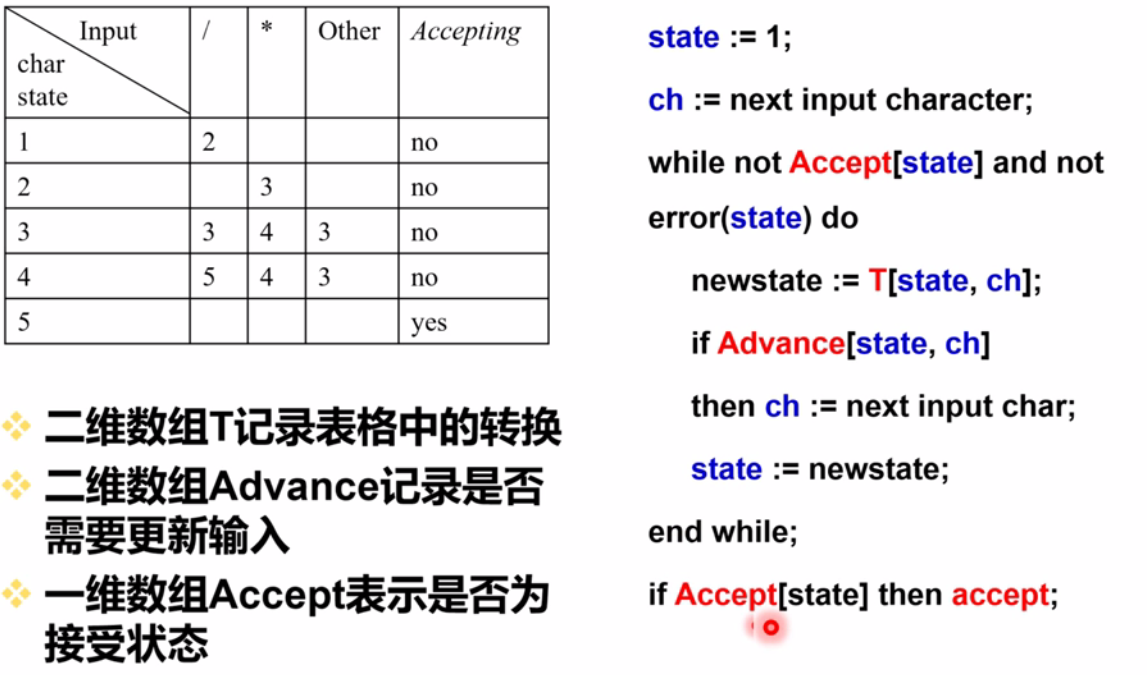 Input
char
state
/ * Other Accepting
1 2 no
2 3 no
3 3 4 3 no
4 5 4 3 no
5 yes
二维数组T记录表格中的转换
二维数组Advance记录是否
需要更新输入
一维数组Accept表示是否为
接受状态
state := 1;
ch := next input character;
while not Accept[state] and not
error(state) do
newstate := T[state, ch];
if Advance[state, ch]
then ch := next input char;
state := newstate;
end while;
if Accept[state] then accept;